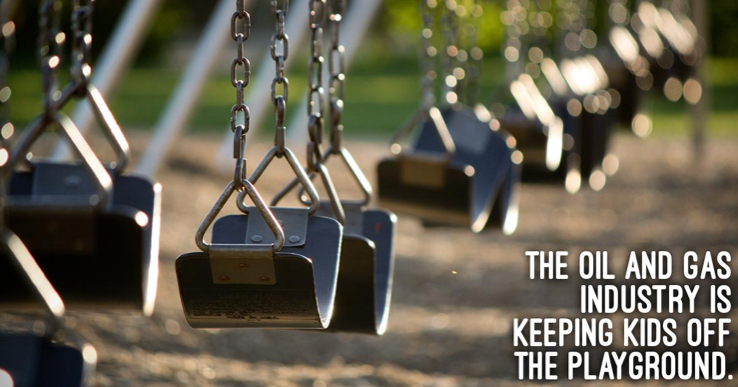 THE OIL AND GAS
INDUSTRY IS
KEEPING KIDS OFF
THE PLAYGROUND.